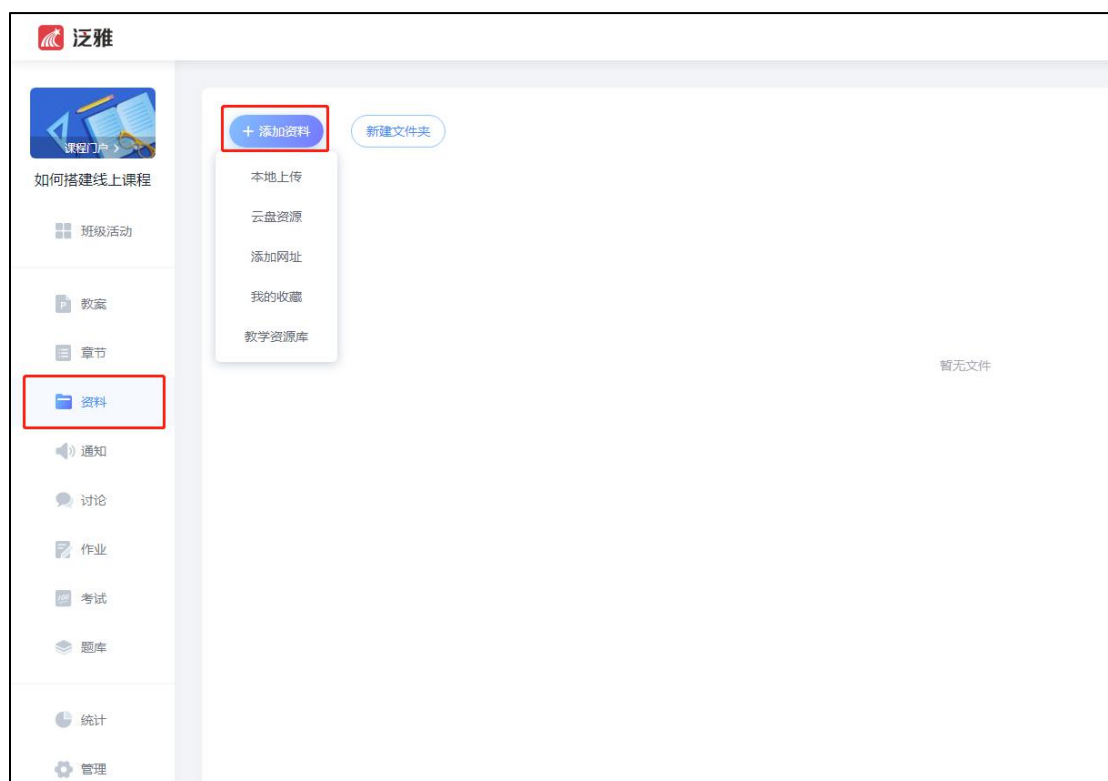 泛雅
课程门户 >
如何搭建线上课程
班级活动
教案
章节
资料
通知
讨论
作业
考试
题库
统计
管理
+ 添加资料
新建文件夹
本地上传
云盘资源
添加网址
我的收藏
教学资源库
暂无文件